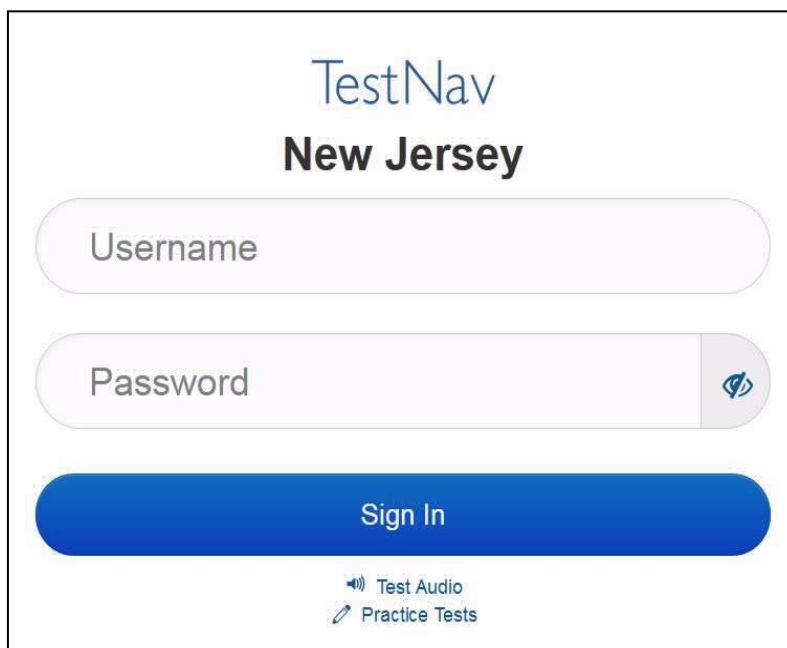 TestNav
New Jersey
Username
Password
Sign In
Test Audio
Practice Tests